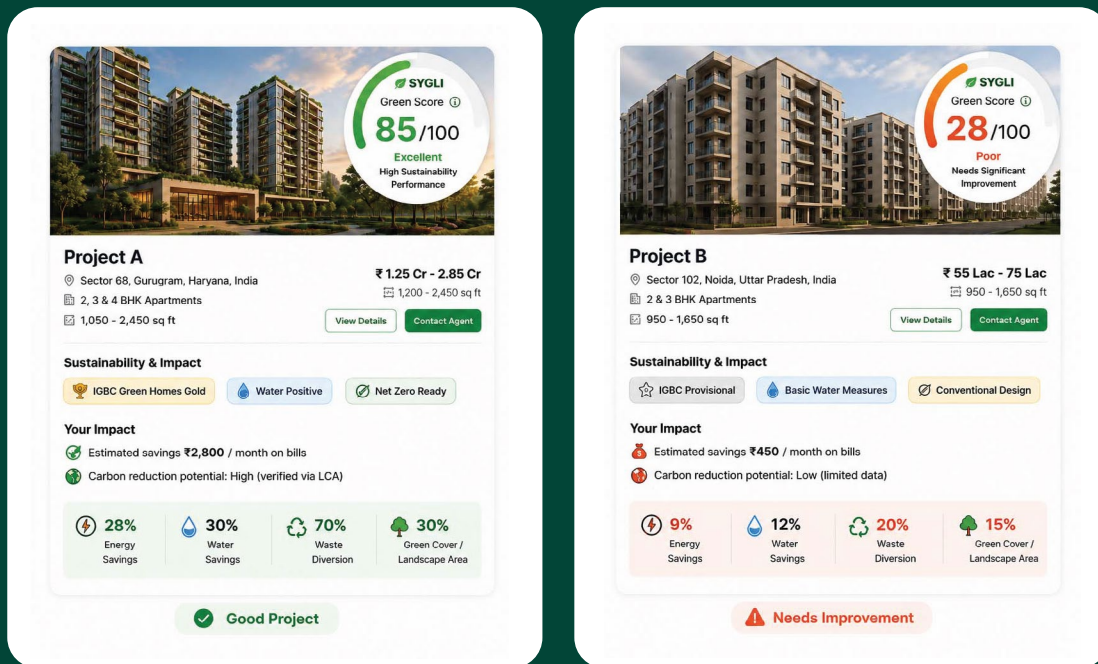 SYGLI
Green Score
85/100
Excellent
High Sustainability
Performance
Project A
Sector 68, Gurugram, Haryana, India
2, 3 & 4 BHK Apartments
1,050 - 2,450 sq ft
₹ 1.25 Cr - 2.85 Cr
1,200 - 2,450 sq ft
View Details
Contact Agent
Sustainability & Impact
IGBC Green Homes Gold
Water Positive
Net Zero Ready
Your Impact
Estimated savings ₹2,800 / month on bills
Carbon reduction potential: High (verified via LCA)
28%
Energy
Savings
30%
Water
Savings
70%
Waste
Diversion
30%
Green Cover /
Landscape Area
Good Project
SYGLI
Green Score
28/100
Poor
Needs Significant
Improvement
Project B
Sector 102, Noida, Uttar Pradesh, India
2 & 3 BHK Apartments
950 - 1,650 sq ft
₹ 55 Lac - 75 Lac
950 - 1,650 sq ft
View Details
Contact Agent
Sustainability & Impact
IGBC Provisional
Basic Water Measures
Conventional Design
Your Impact
Estimated savings ₹450 / month on bills
Carbon reduction potential: Low (limited data)
9%
Energy
Savings
12%
Water
Savings
20%
Waste
Diversion
15%
Green Cover /
Landscape Area
Needs Improvement